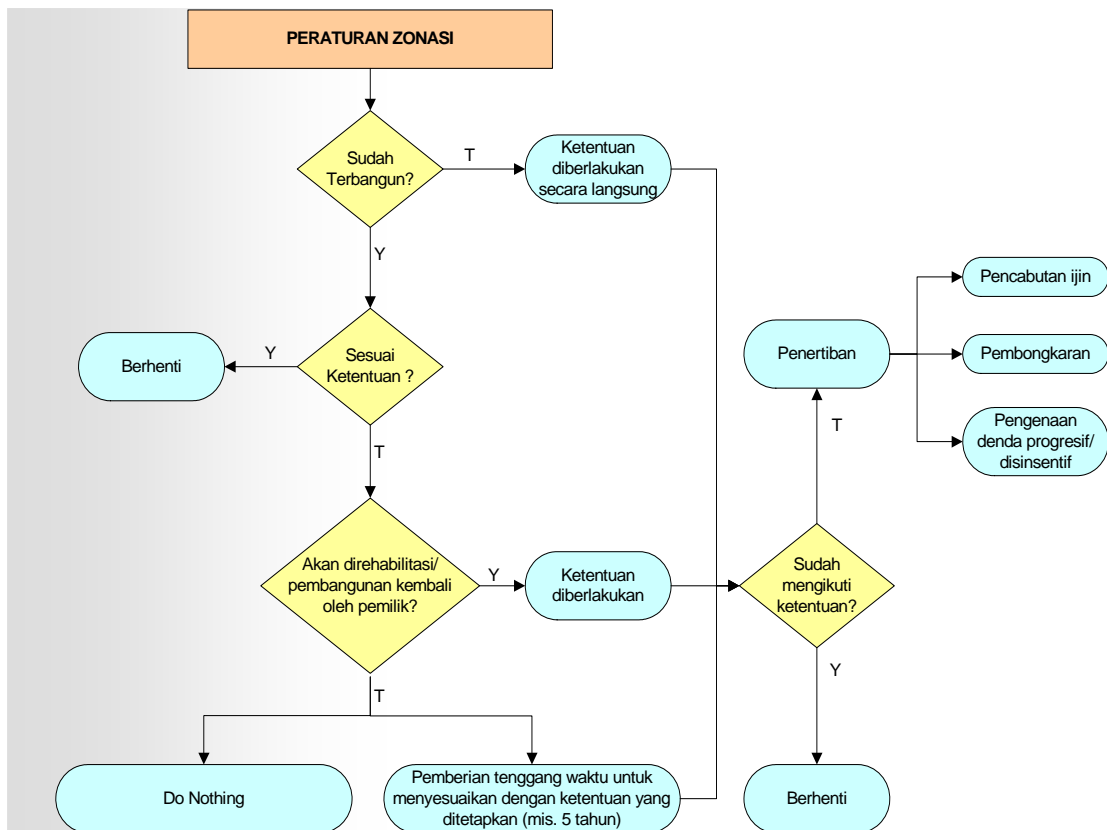 PERATURAN ZONASI
Sudah
Terbangun?
T
Ketentuan
diberlakukan
secara langsung
Y
Sesuai
Ketentuan ?
Y
Berhenti
T
Akan direhabilitasi/
pembangunan kembali
oleh pemilik?
Y
Ketentuan
diberlakukan
T
Do Nothing
Pemberian tenggang waktu untuk
menyesuaikan dengan ketentuan yang
ditetapkan (mis. 5 tahun)
Sudah
mengikuti
ketentuan?
T
Penertiban
Pencabutan ijin
Pembongkaran
Pengenaan
denda progresif/
disinsentif
Y
Berhenti